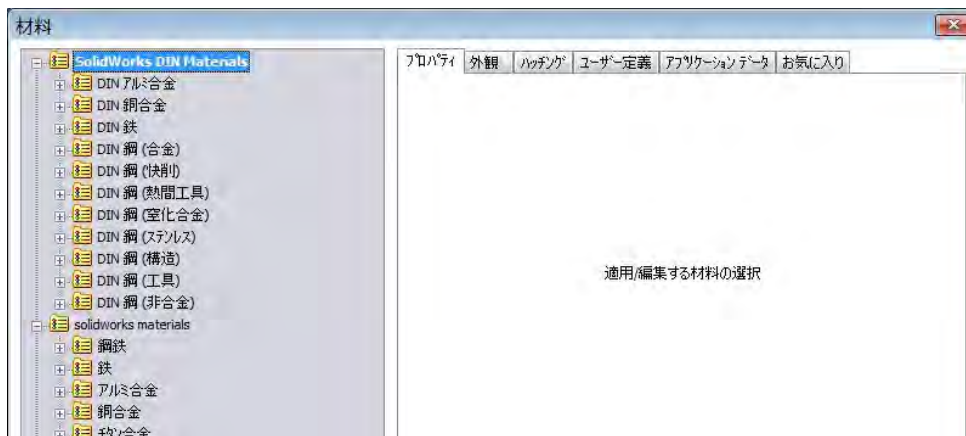 材料
SolidWorks DIN Materials
DIN アルミ合金
DIN 銅合金
DIN 鉄
DIN 鋼 (合金)
DIN 鋼 (快削)
DIN 鋼 (熱間工具)
DIN 鋼 (窒化合金)
DIN 鋼 (ステンレス)
DIN 鋼 (構造)
DIN 鋼 (工具)
DIN 鋼 (非合金)
solidworks materials
鋼鉄
鉄
アルミ合金
銅合金
チタン合金
プロパティ 外観 ハッチング ユーザー定義 アプリケーション データ お気に入り
適用/編集する材料の選択